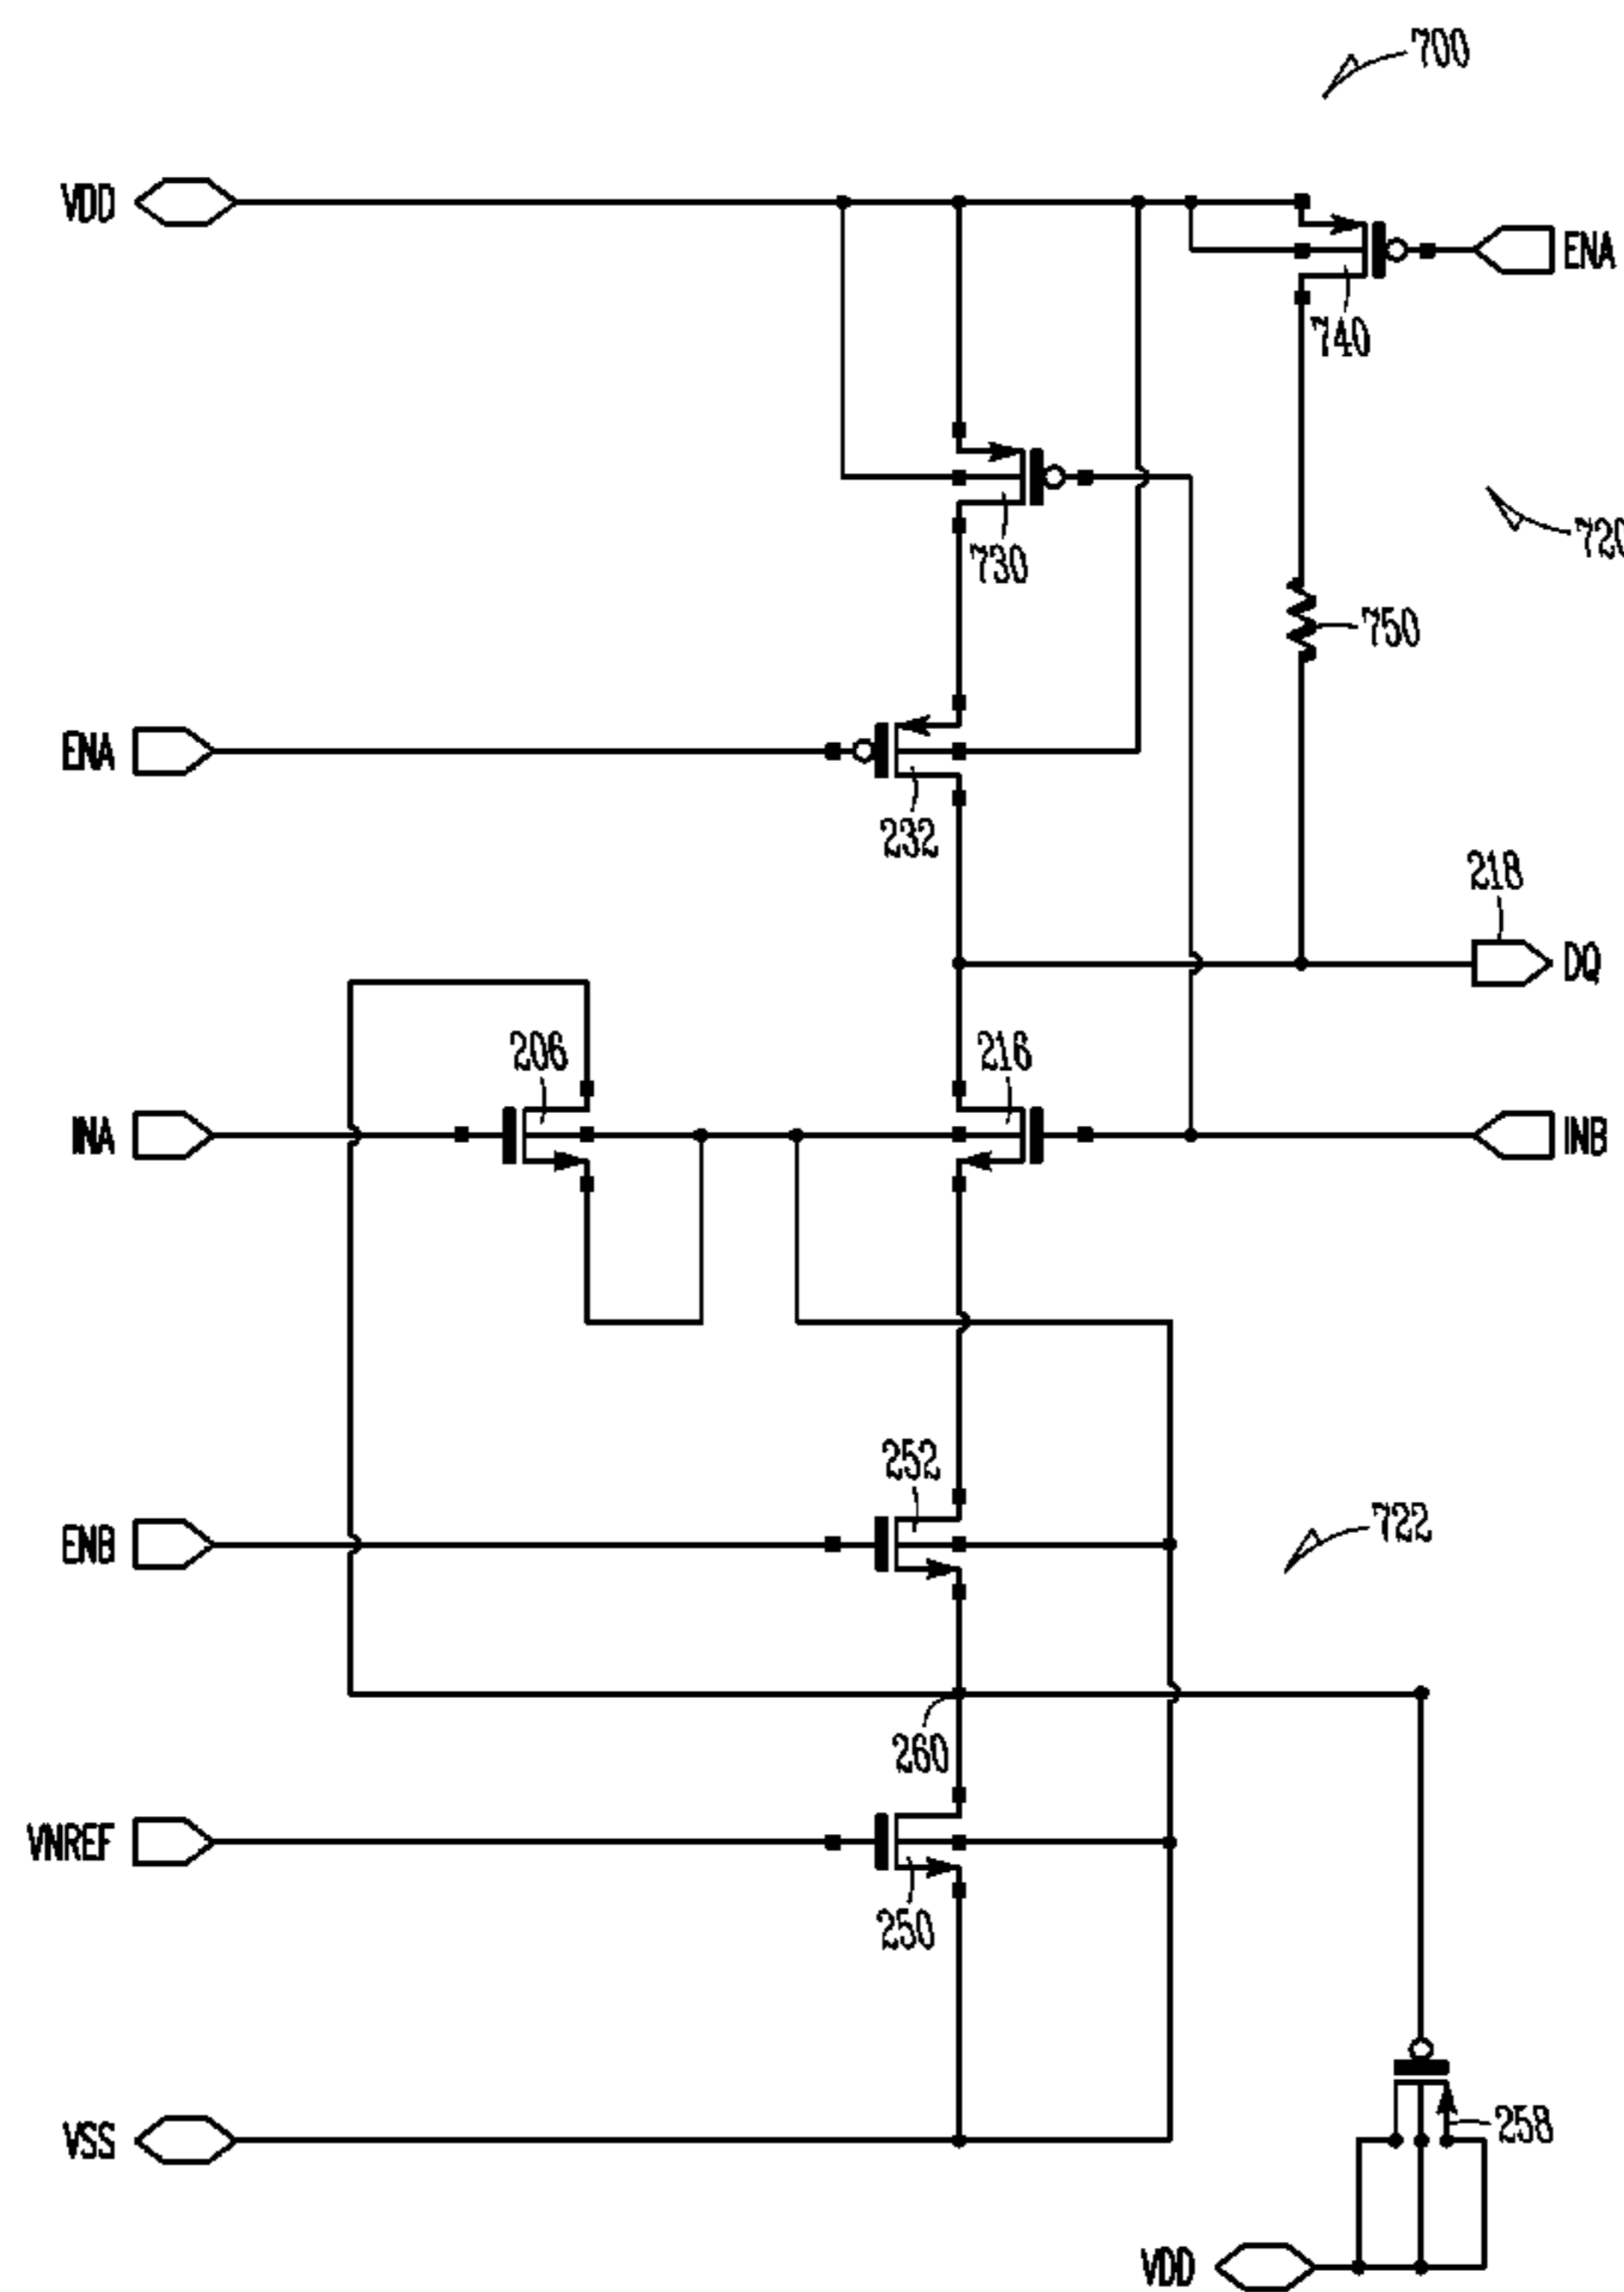 700
VDD
ENA
740
730
720
750
ENA
232
218
DQ
206
216
INA
INB
252
ENB
722
260
VNREF
250
VSS
258
VDD